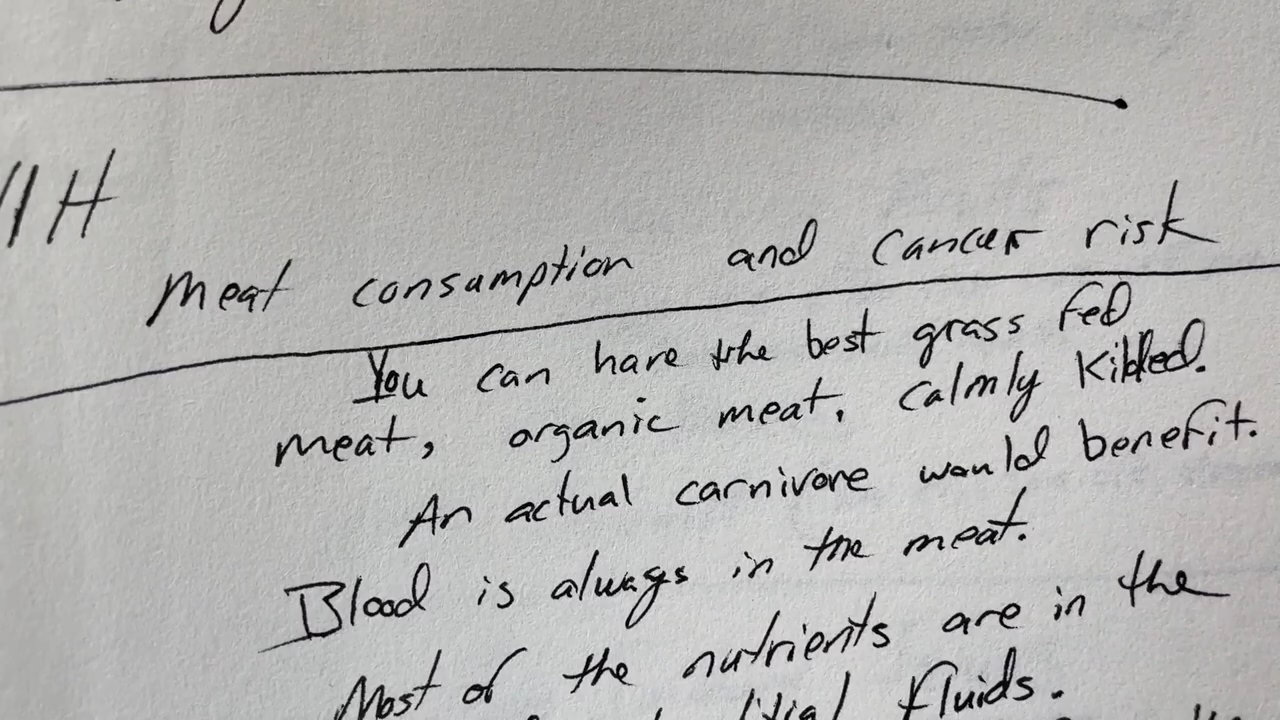 11H
Meat consumption and cancer risk
You can have the best grass fed
meat, organic meat, calmly killed.
An actual carnivore would benefit.
Blood is always in the meat.
Most of the nutrients are in the
fluids.